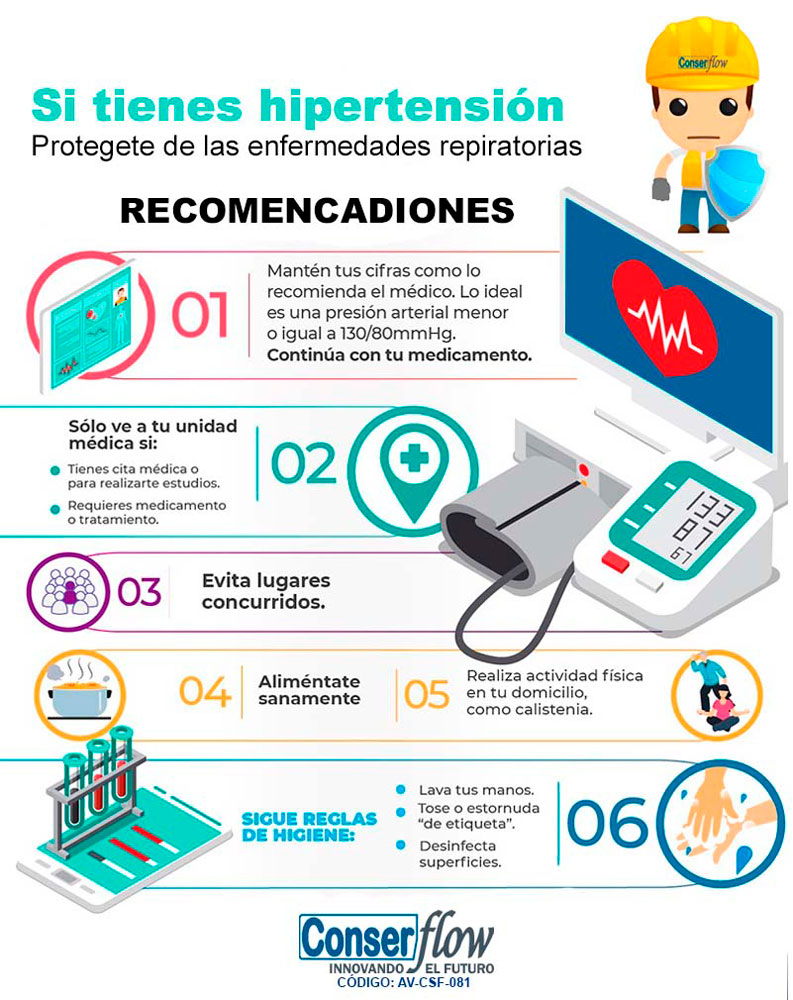 Conserflow
Si tienes hipertensión
Protegete de las enfermedades repiratorias
RECOMENCADIONES
01
Mantén tus cifras como lo
recomienda el médico. Lo ideal
es una presión arterial menor
o igual a 130/80mmHg.
Continúa con tu medicamento.
Sólo ve a tu unidad
médica si:
Tienes cita médica o
para realizarte estudios.
Requieres medicamento
o tratamiento.
02
133
87
67
03
Evita lugares
concurridos.
04
Aliméntate
sanamente
05
Realiza actividad física
en tu domicilio,
como calistenia.
SIGUE REGLAS
DE HIGIENE:
Lava tus manos.
Tose o estornuda
“de etiqueta”.
Desinfecta
superficies.
06
Conserflow
INNOVANDO EL FUTURO
CÓDIGO: AV-CSF-081